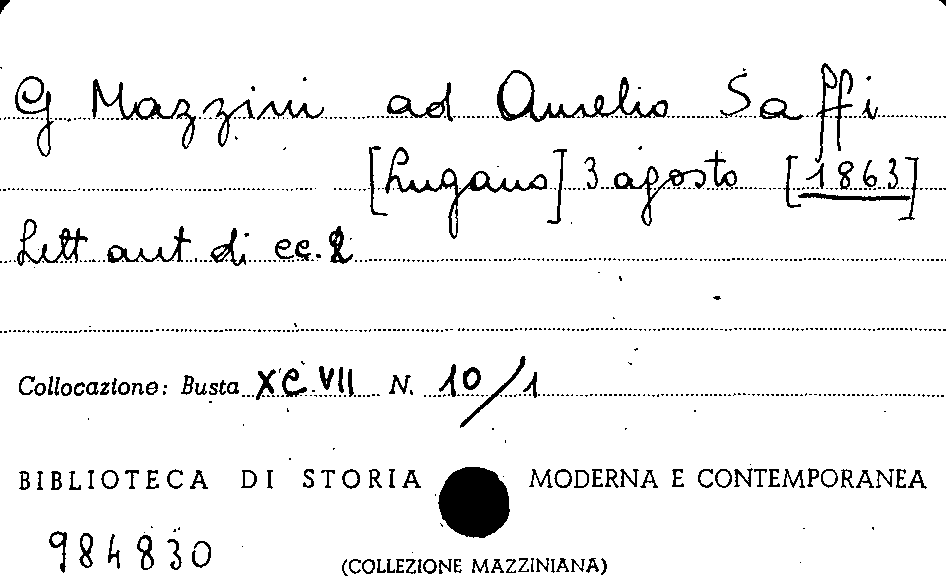 G Mazzini ad Aurelio Saffi
[Lugano] 3 agosto [1863]
Lett aut di cc. 2
Collocazione: Busta XCVII N. 10/1
BIBLIOTECA DI STORIA MODERNA E CONTEMPORANEA
984830
(COLLEZIONE MAZZINIANA)